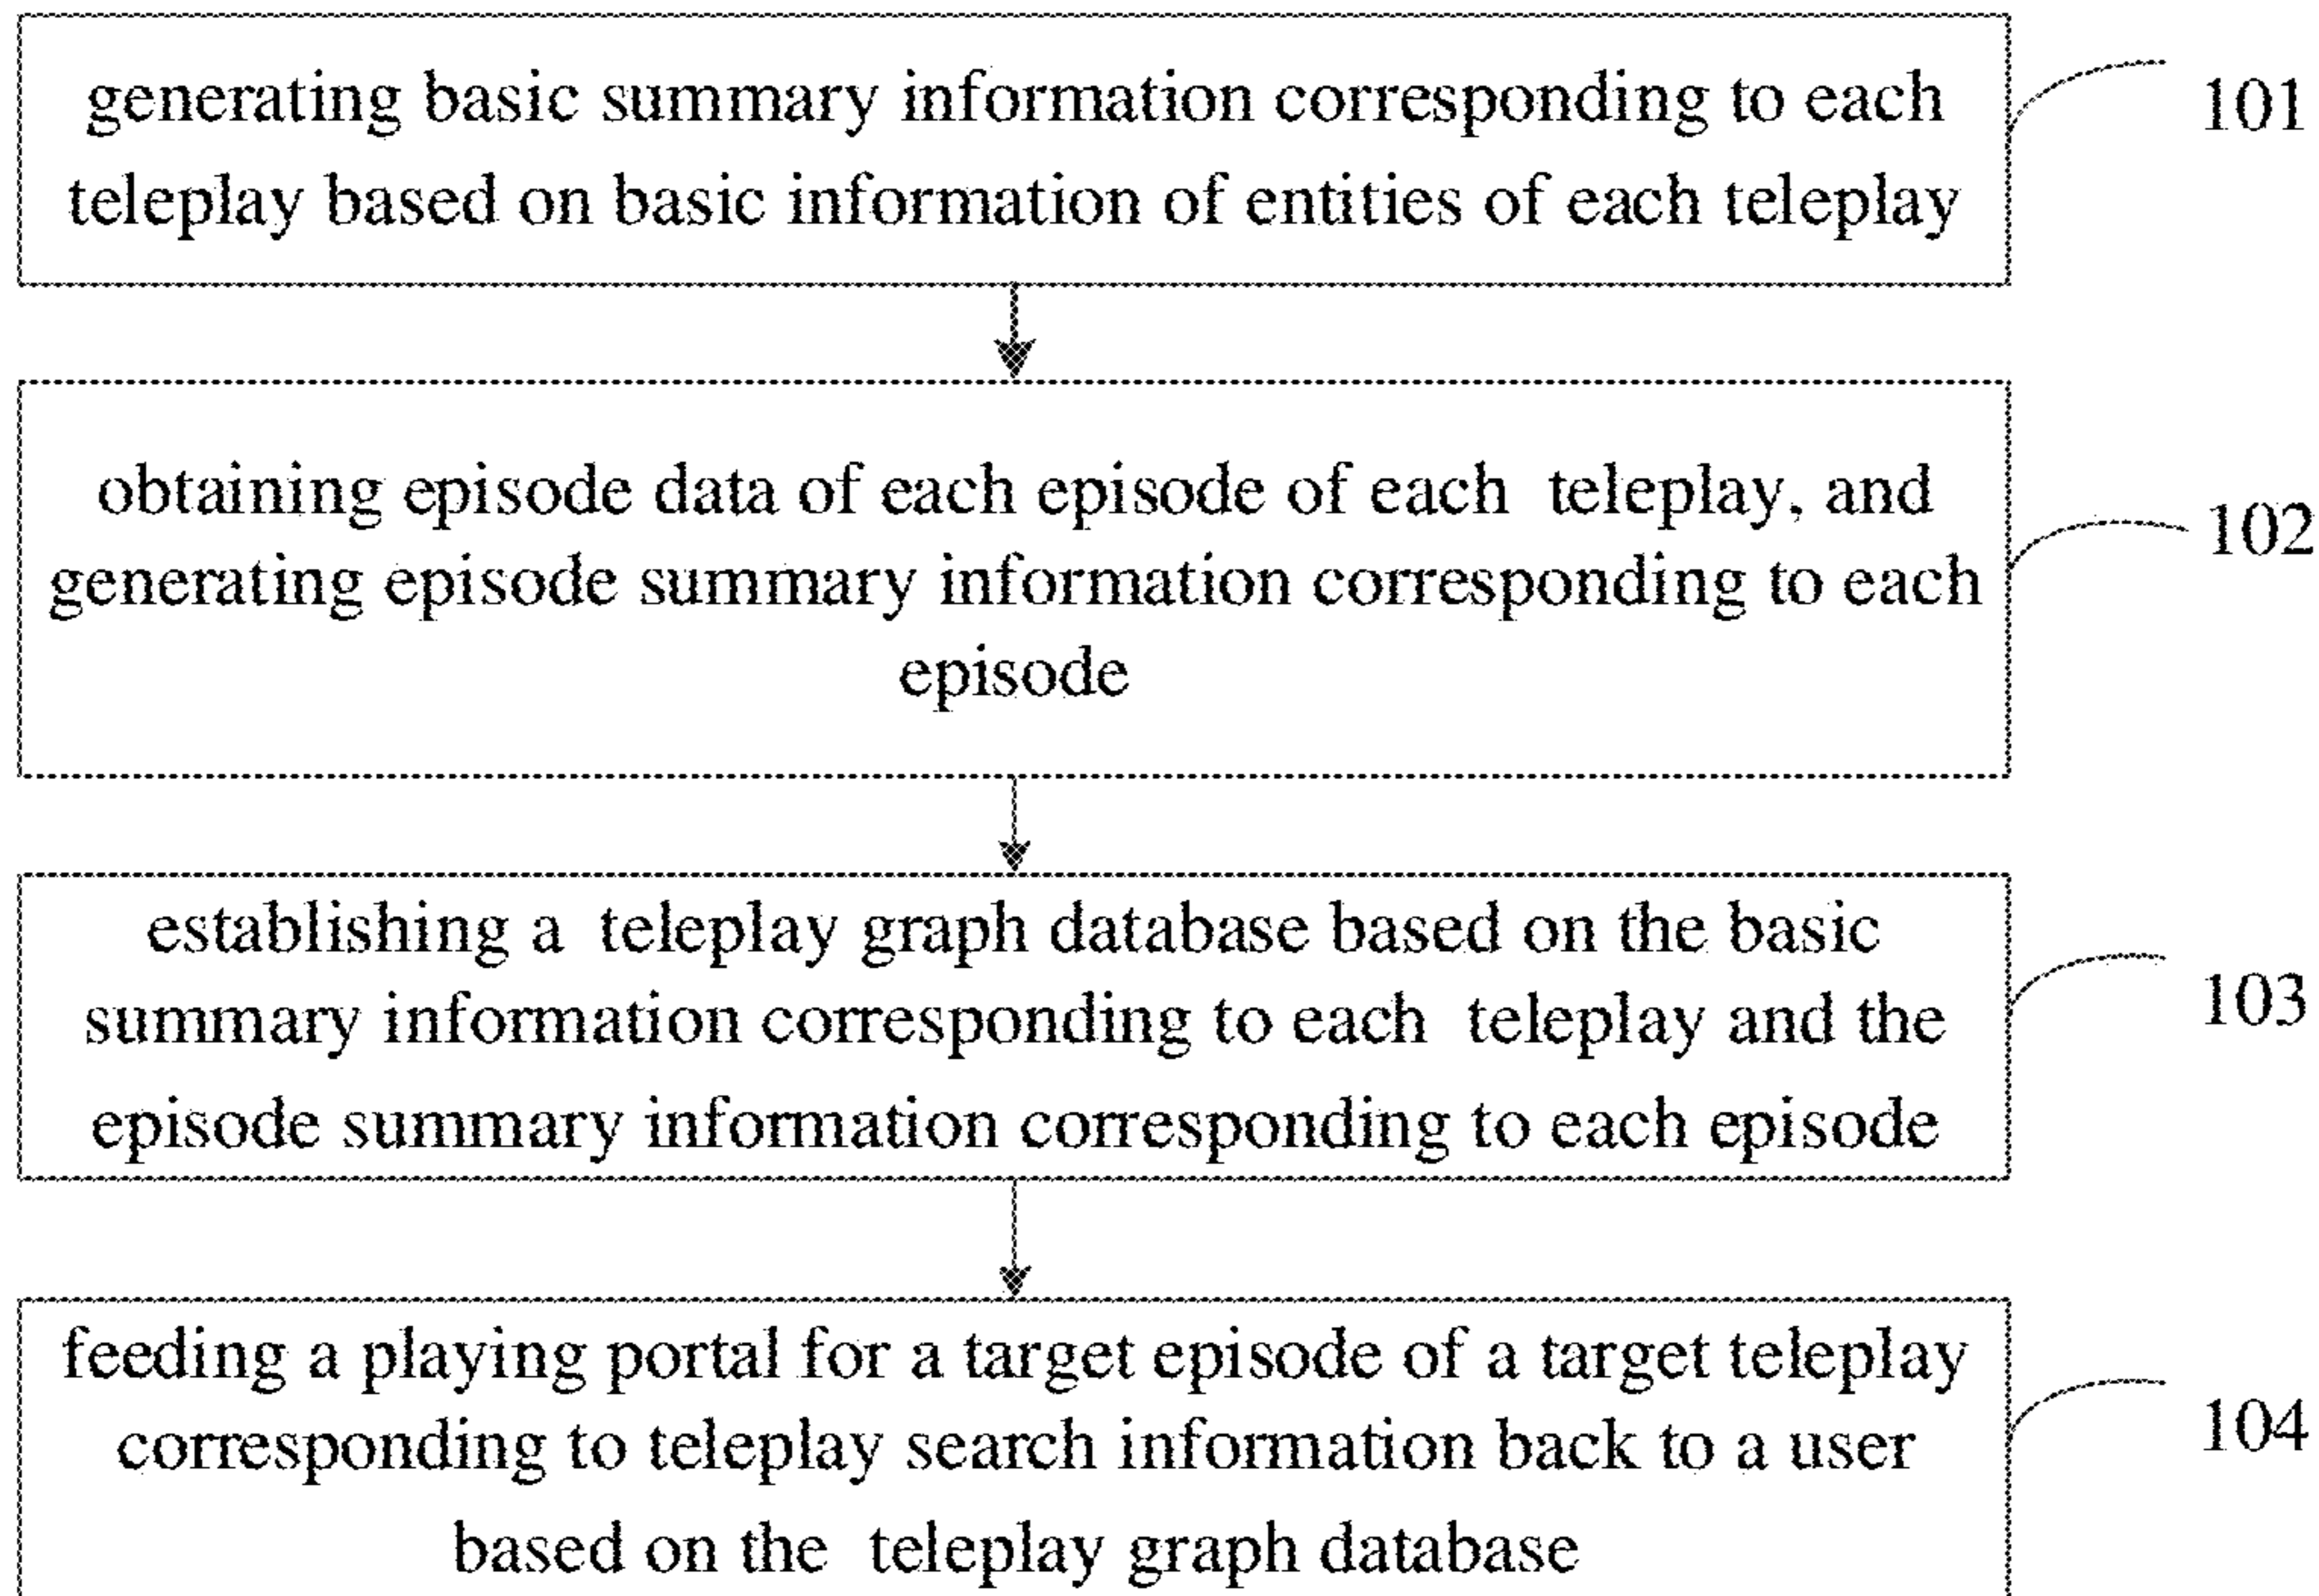 generating basic summary information corresponding to each
teleplay based on basic information of entities of each teleplay
101
obtaining episode data of each episode of each teleplay, and
generating episode summary information corresponding to each
episode
102
establishing a teleplay graph database based on the basic
summary information corresponding to each teleplay and the
episode summary information corresponding to each episode
103
feeding a playing portal for a target episode of a target teleplay
corresponding to teleplay search information back to a user
based on the teleplay graph database
104